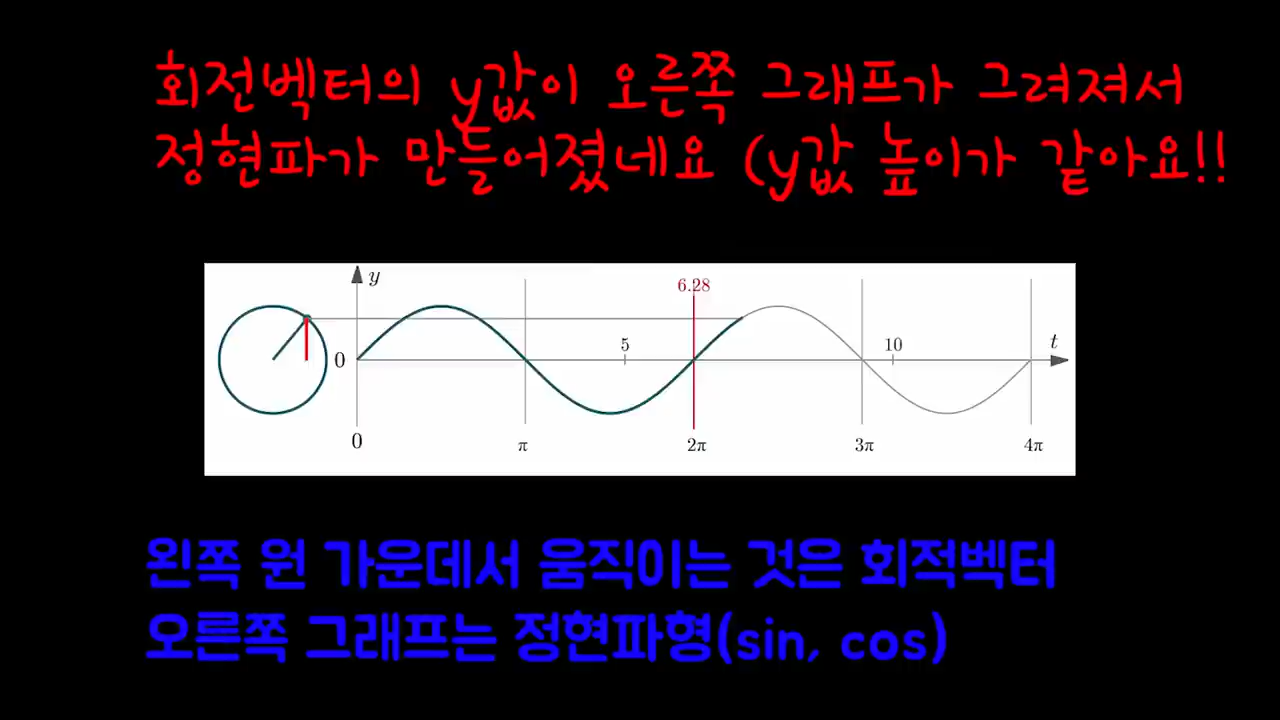 회전벡터의 y값이 오른쪽 그래프가 그려져서
정현파가 만들어졌네요 (y값 높이가 같아요!!
y
6.28
5
10
t
0
0
π
2π
3π
4π
왼쪽 원 가운데서 움직이는 것은 회적벡터
오른쪽 그래프는 정현파형(sin, cos)